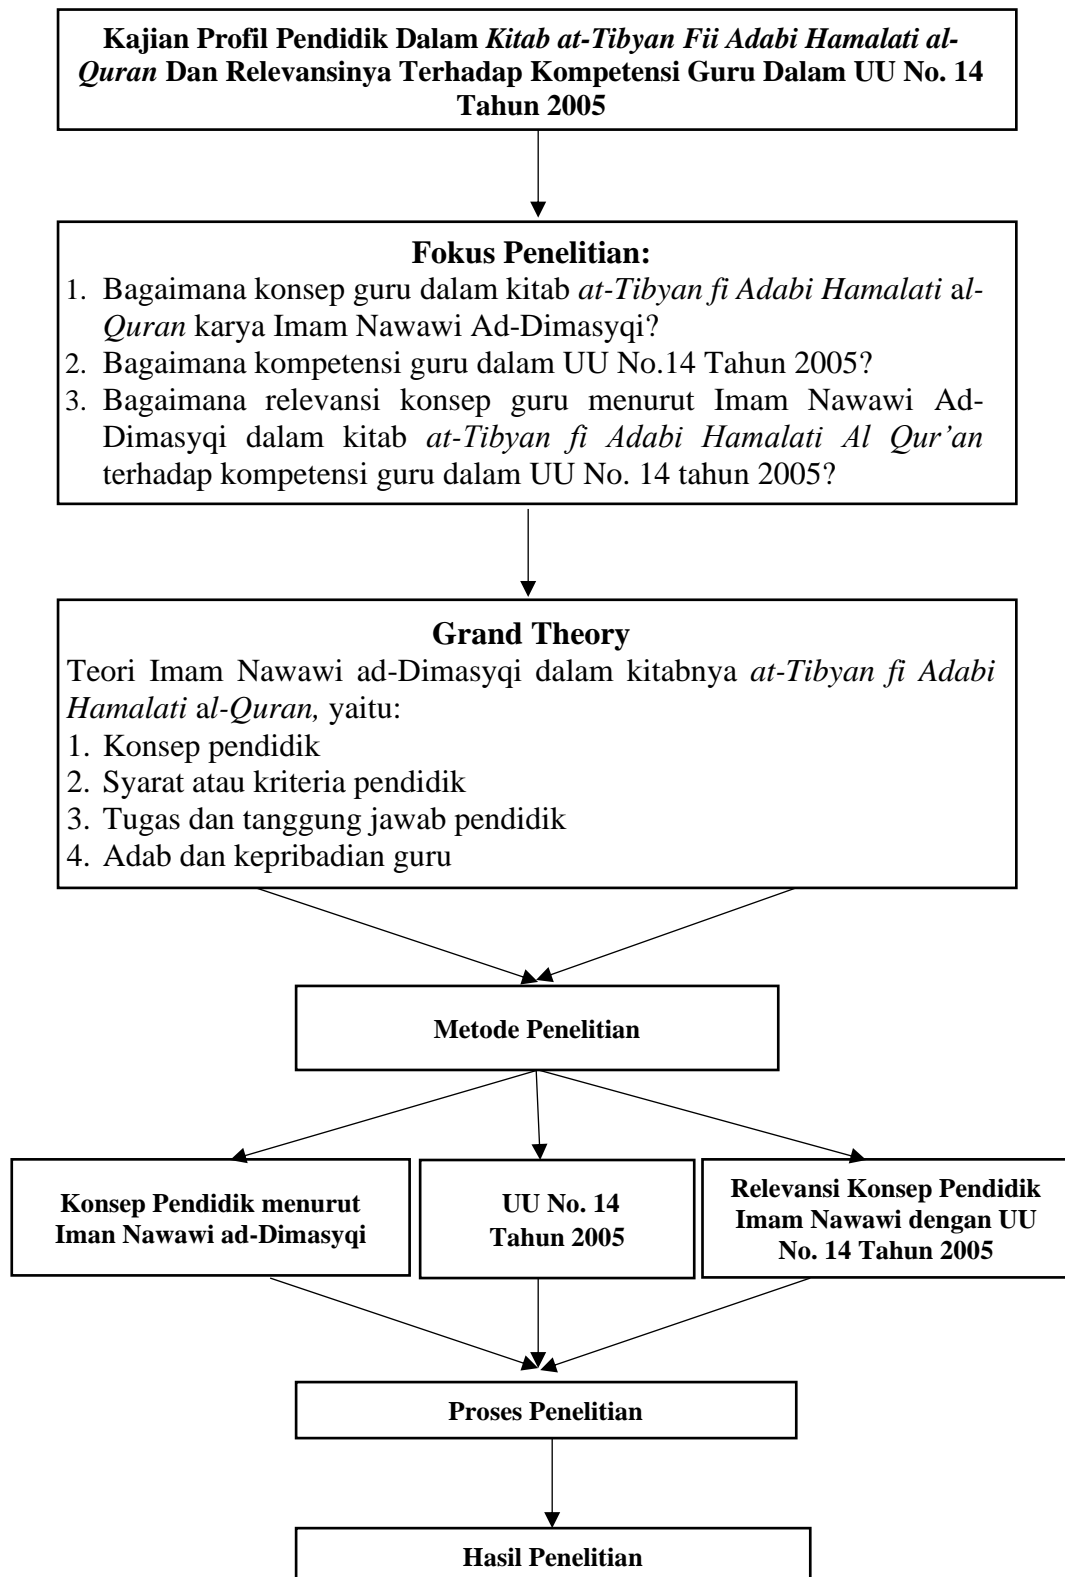 Kajian Profil Pendidik Dalam Kitab at-Tibyan Fii Adabi Hamalati al-
Quran Dan Relevansinya Terhadap Kompetensi Guru Dalam UU No. 14
Tahun 2005
Fokus Penelitian:
1. Bagaimana konsep guru dalam kitab at-Tibyan fi Adabi Hamalati al-
Quran karya Imam Nawawi Ad-Dimasyqi?
2. Bagaimana kompetensi guru dalam UU No.14 Tahun 2005?
3. Bagaimana relevansi konsep guru menurut Imam Nawawi Ad-
Dimasyqi dalam kitab at-Tibyan fi Adabi Hamalati Al Qur’an
terhadap kompetensi guru dalam UU No. 14 tahun 2005?
Grand Theory
Teori Imam Nawawi ad-Dimasyqi dalam kitabnya at-Tibyan fi Adabi
Hamalati al-Quran, yaitu:
1. Konsep pendidik
2. Syarat atau kriteria pendidik
3. Tugas dan tanggung jawab pendidik
4. Adab dan kepribadian guru
Metode Penelitian
Konsep Pendidik menurut
Iman Nawawi ad-Dimasyqi
UU No. 14
Tahun 2005
Relevansi Konsep Pendidik
Imam Nawawi dengan UU
No. 14 Tahun 2005
Proses Penelitian
Hasil Penelitian